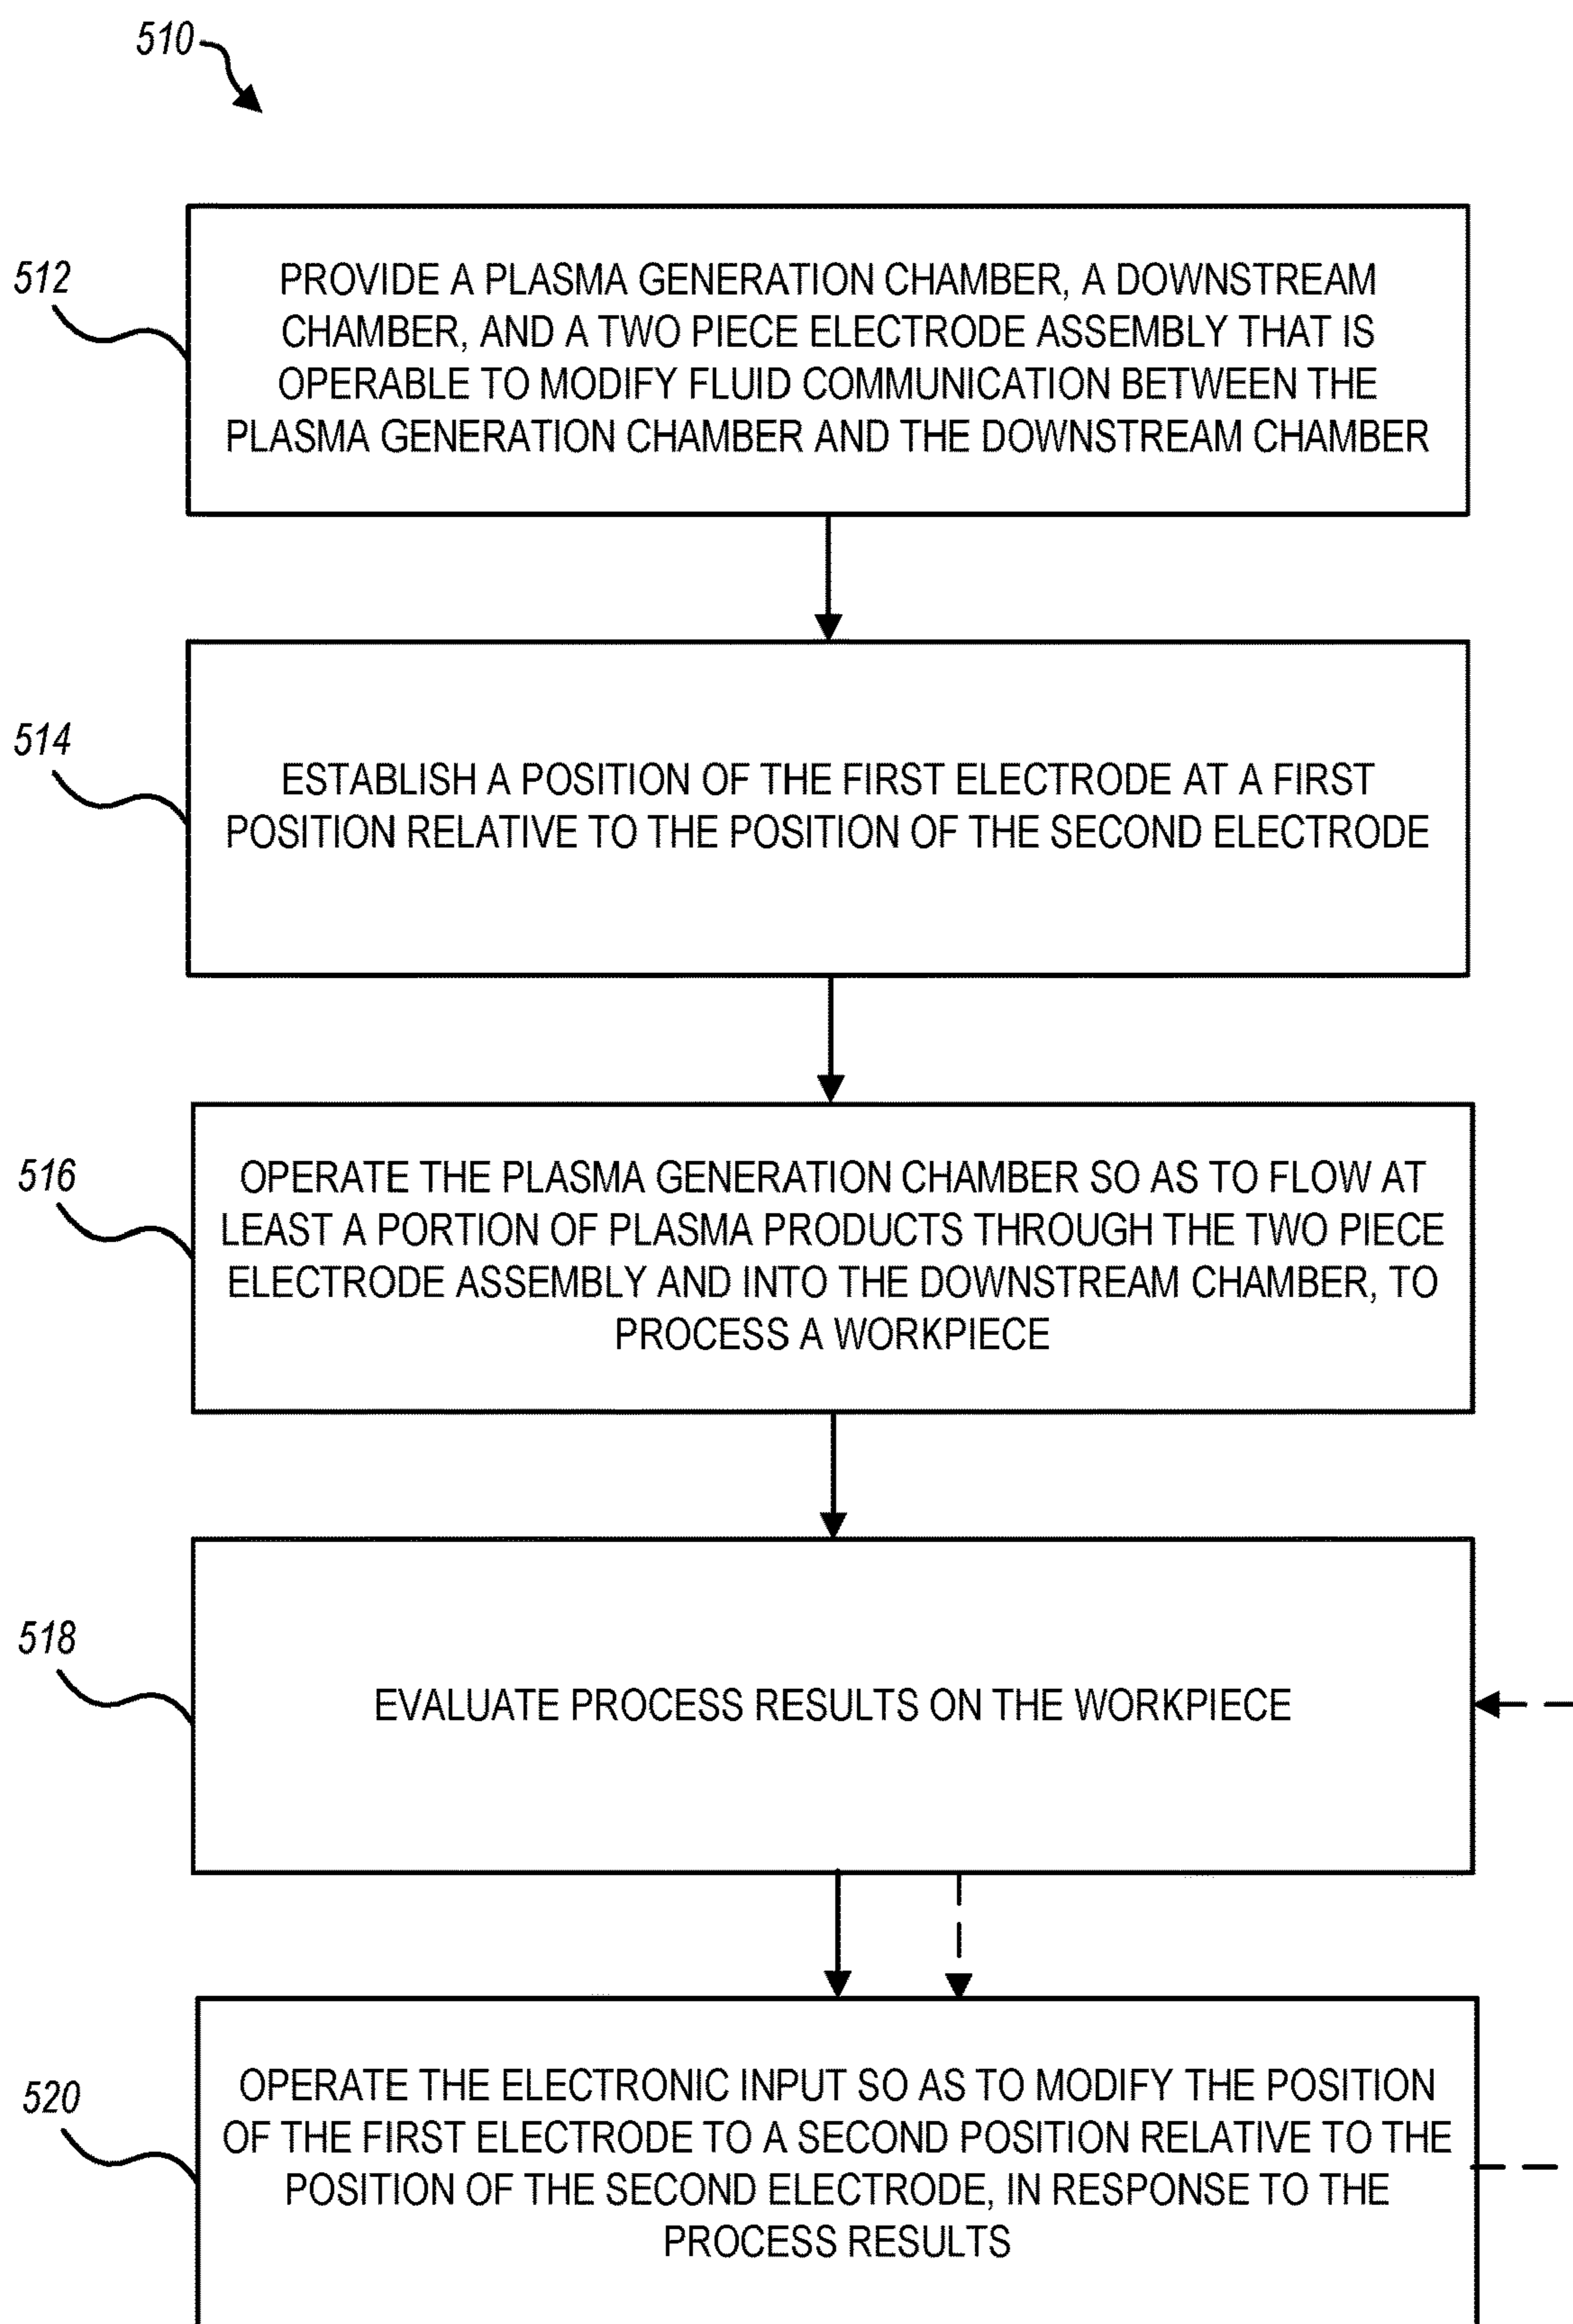 510
512
PROVIDE A PLASMA GENERATION CHAMBER, A DOWNSTREAM
CHAMBER, AND A TWO PIECE ELECTRODE ASSEMBLY THAT IS
OPERABLE TO MODIFY FLUID COMMUNICATION BETWEEN THE
PLASMA GENERATION CHAMBER AND THE DOWNSTREAM CHAMBER
514
ESTABLISH A POSITION OF THE FIRST ELECTRODE AT A FIRST
POSITION RELATIVE TO THE POSITION OF THE SECOND ELECTRODE
516
OPERATE THE PLASMA GENERATION CHAMBER SO AS TO FLOW AT
LEAST A PORTION OF PLASMA PRODUCTS THROUGH THE TWO PIECE
ELECTRODE ASSEMBLY AND INTO THE DOWNSTREAM CHAMBER, TO
PROCESS A WORKPIECE
518
EVALUATE PROCESS RESULTS ON THE WORKPIECE
520
OPERATE THE ELECTRONIC INPUT SO AS TO MODIFY THE POSITION
OF THE FIRST ELECTRODE TO A SECOND POSITION RELATIVE TO THE
POSITION OF THE SECOND ELECTRODE, IN RESPONSE TO THE
PROCESS RESULTS